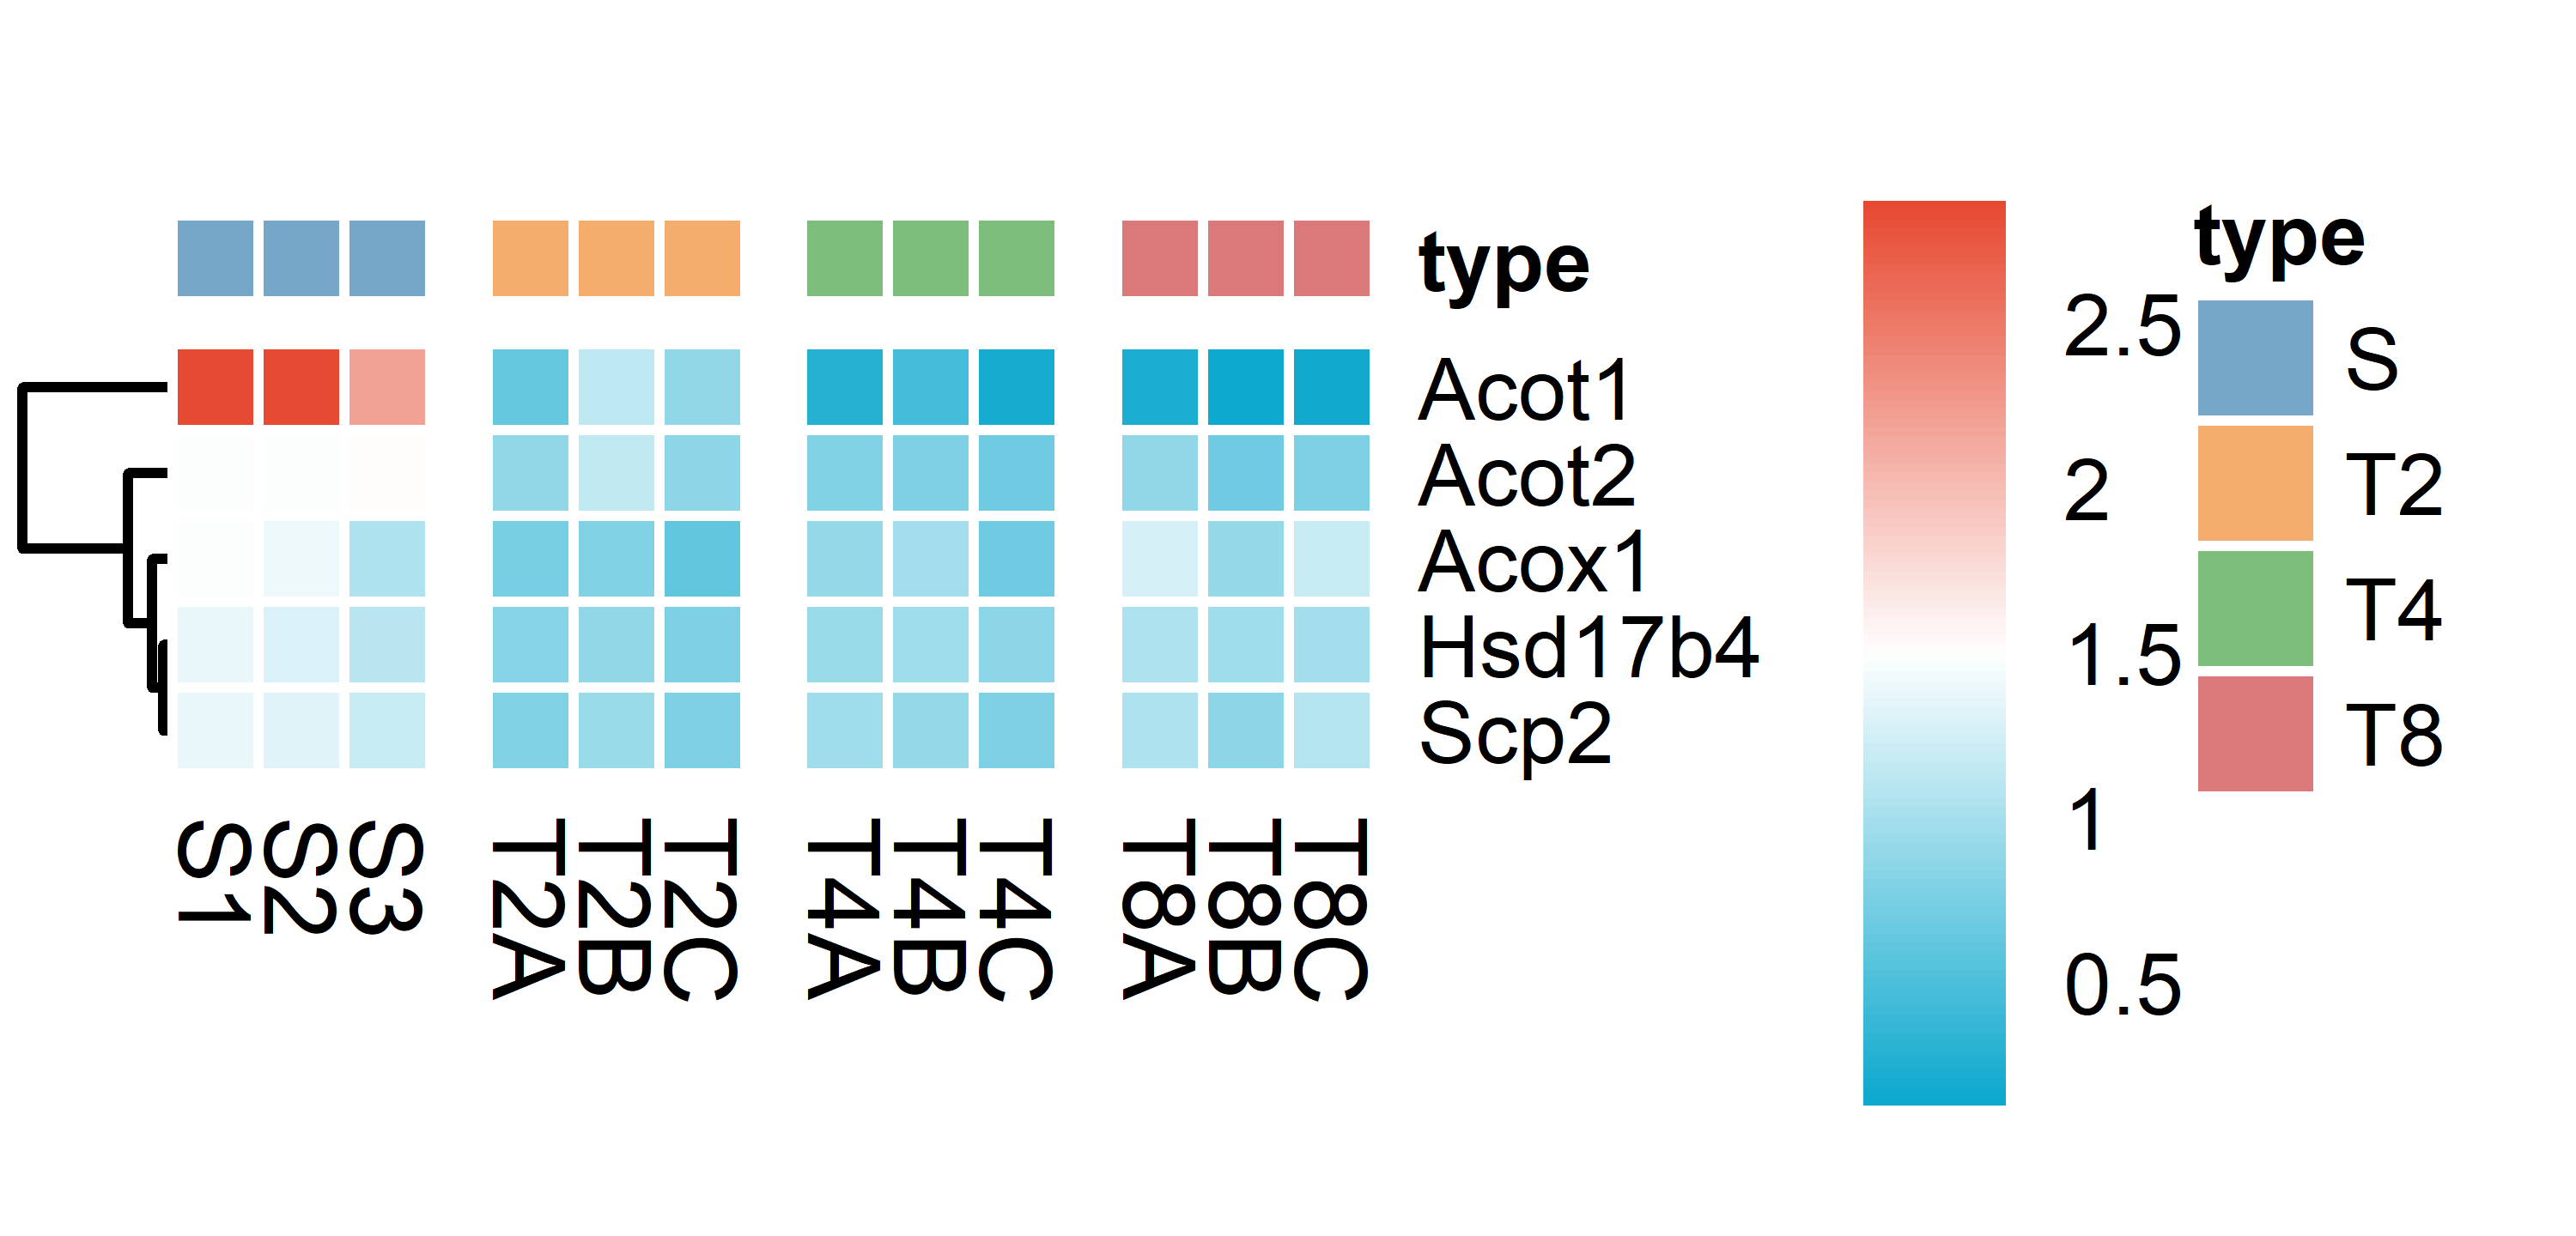 type
Acot1
Acot2
Acox1
Hsd17b4
Scp2
S1
S2
S3
T2A
T2B
T2C
T4A
T4B
T4C
T8A
T8B
T8C
2.5
2
1.5
1
0.5
type
S
T2
T4
T8